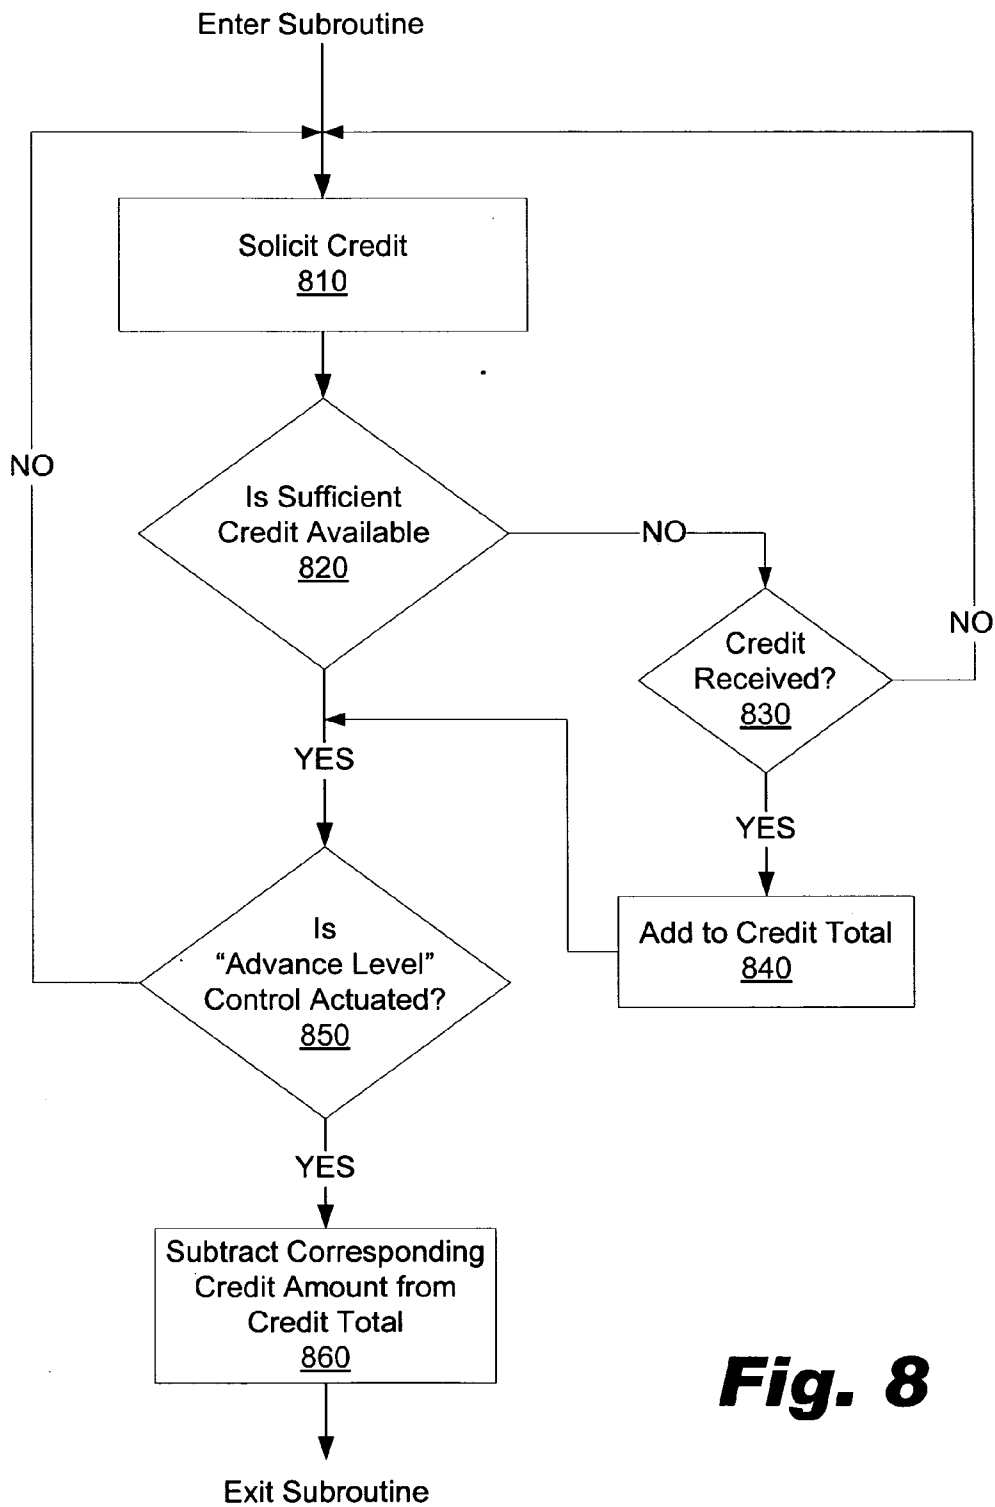 Enter Subroutine
Solicit Credit
810
NO
Is Sufficient
Credit Available
820
NO
Credit
Received?
830
NO
YES
YES
Add to Credit Total
840
Is
“Advance Level”
Control Actuated?
850
YES
Subtract Corresponding
Credit Amount from
Credit Total
860
Exit Subroutine
Fig. 8